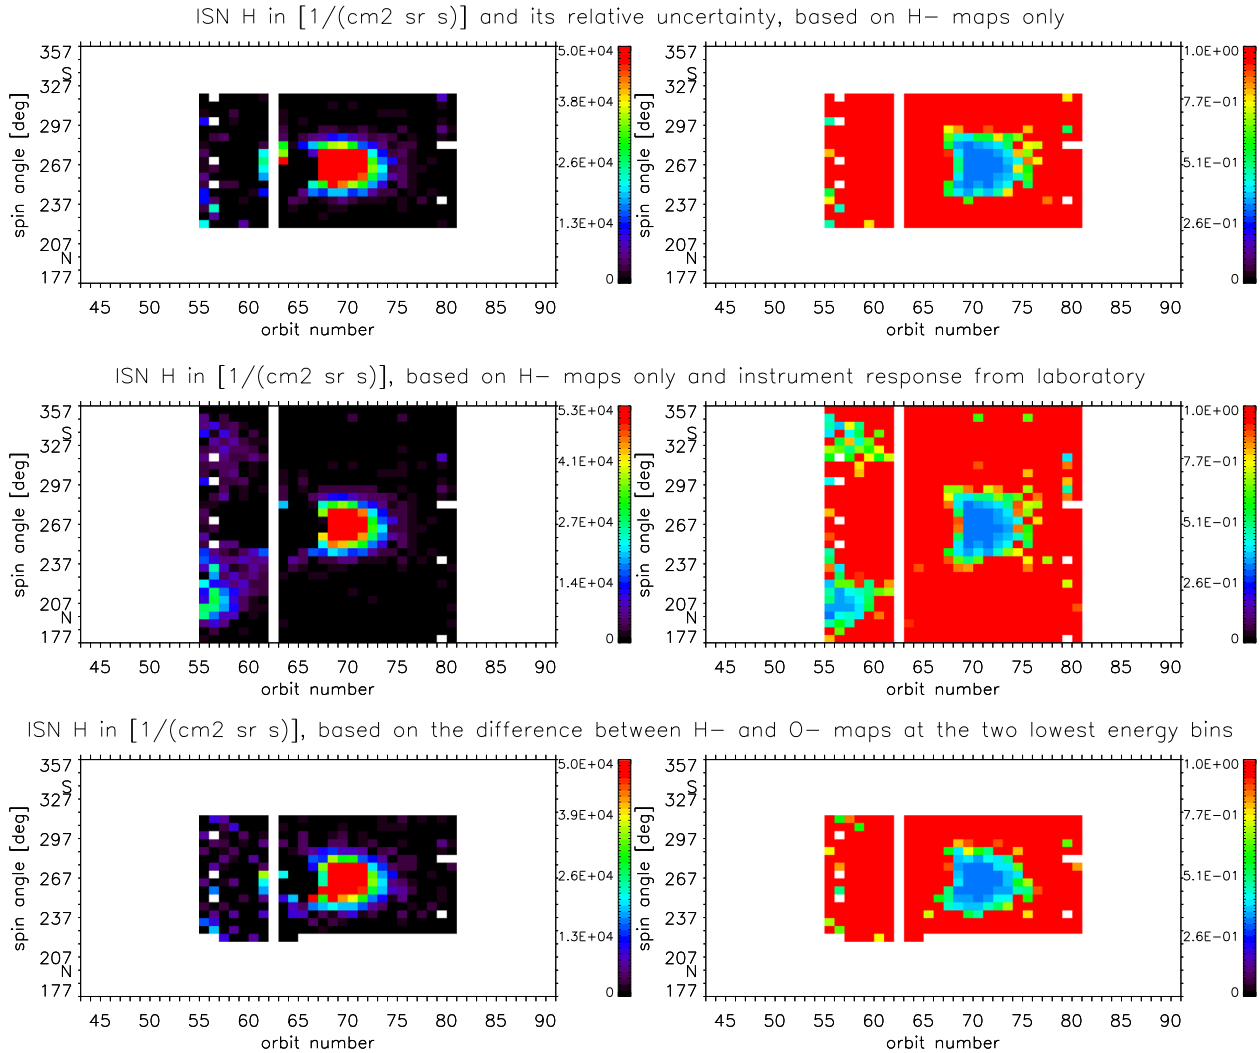 ISN H in [1/(cm2 sr s)] and its relative uncertainty, based on H− maps only
357
S
327
297
267
237
207
N
177
spin angle [deg]
45 50 55 60 65 70 75 80 85 90
orbit number
5.0E+04
3.8E+04
2.6E+04
1.3E+04
0
357
S
327
297
267
237
207
N
177
spin angle [deg]
45 50 55 60 65 70 75 80 85 90
orbit number
1.0E+00
7.7E−01
5.1E−01
2.6E−01
0
ISN H in [1/(cm2 sr s)], based on H− maps only and instrument response from laboratory
357
S
327
297
267
237
207
N
177
spin angle [deg]
45 50 55 60 65 70 75 80 85 90
orbit number
5.3E+04
4.1E+04
2.7E+04
1.4E+04
0
357
S
327
297
267
237
207
N
177
spin angle [deg]
45 50 55 60 65 70 75 80 85 90
orbit number
1.0E+00
7.7E−01
5.1E−01
2.6E−01
0
ISN H in [1/(cm2 sr s)], based on the difference between H− and O− maps at the two lowest energy bins
357
S
327
297
267
237
207
N
177
spin angle [deg]
45 50 55 60 65 70 75 80 85 90
orbit number
5.0E+04
3.9E+04
2.6E+04
1.3E+04
0
357
S
327
297
267
237
207
N
177
spin angle [deg]
45 50 55 60 65 70 75 80 85 90
orbit number
1.0E+00
7.7E−01
5.1E−01
2.6E−01
0